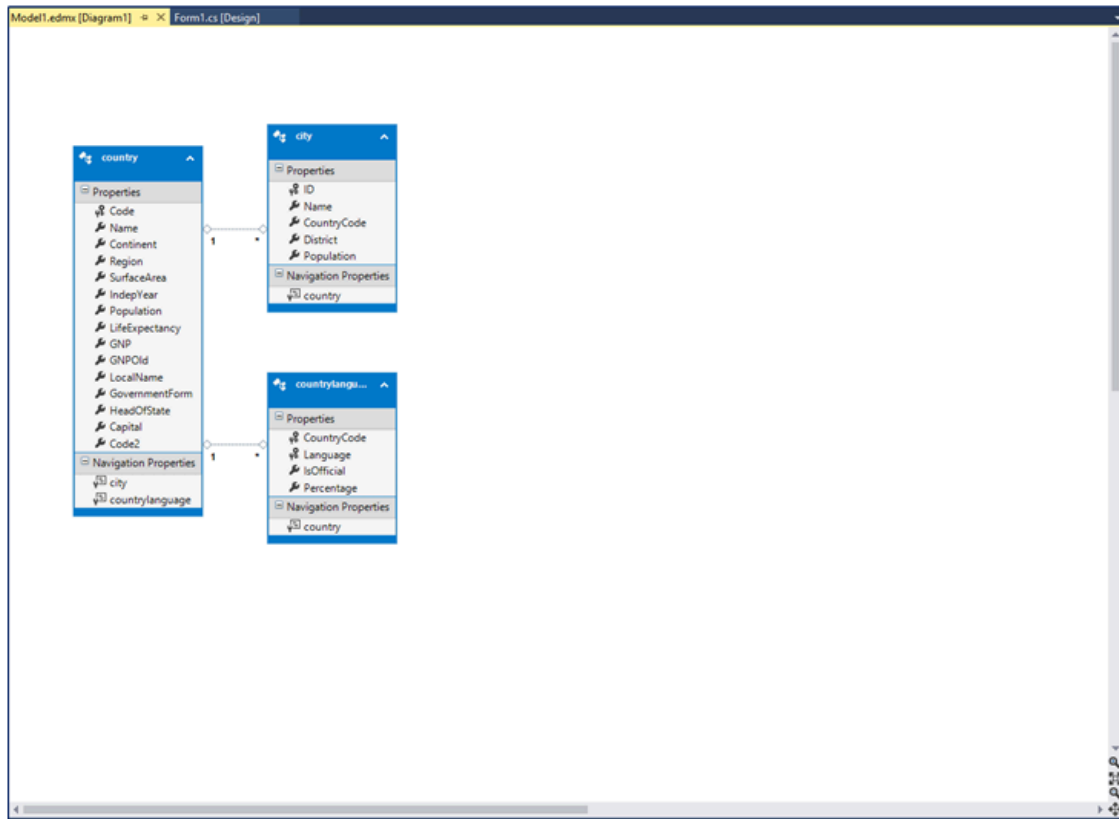 Model1.edmx [Diagram1]
Form1.cs [Design]
country
Properties
Code
Name
Continent
Region
SurfaceArea
IndepYear
Population
LifeExpectancy
GNP
GNPOld
LocalName
GovernmentForm
HeadOfState
Capital
Code2
Navigation Properties
city
countrylanguage
1
*
1
*
city
Properties
ID
Name
CountryCode
District
Population
Navigation Properties
country
countrylangu...
Properties
CountryCode
Language
IsOfficial
Percentage
Navigation Properties
country